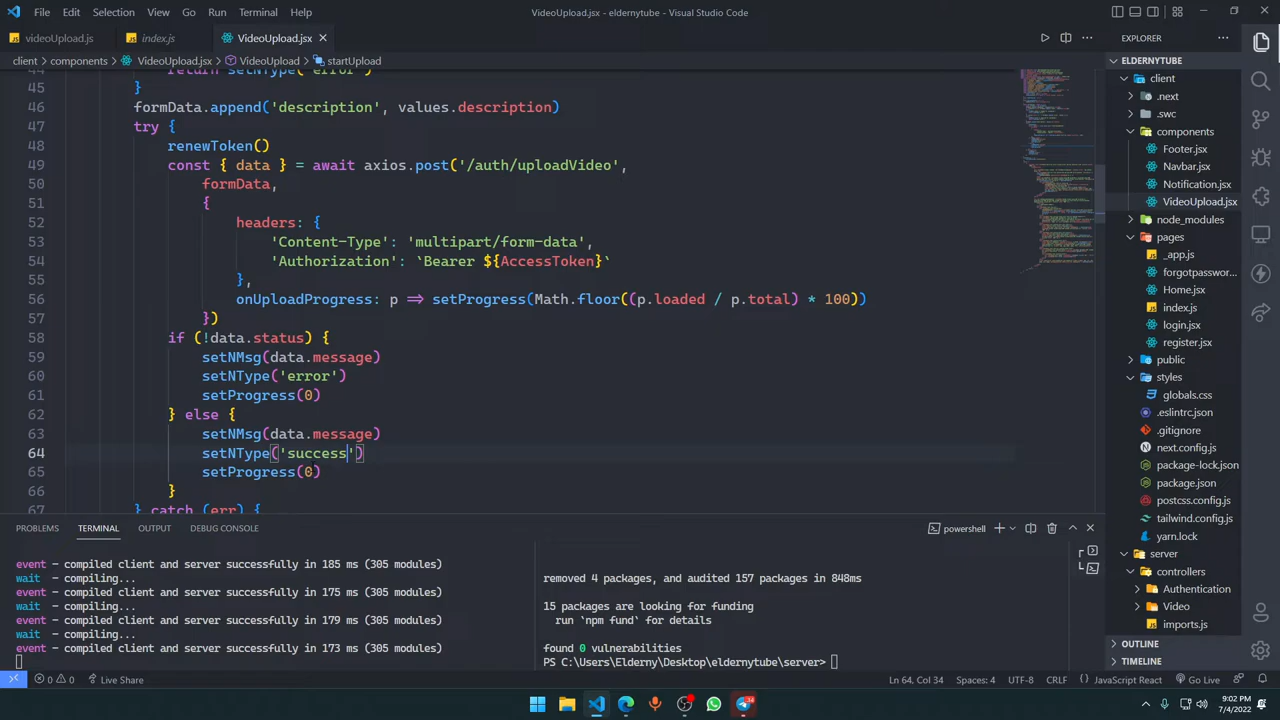 File Edit Selection View Go Run Terminal Help
VideoUpload.jsx - eldernytube - Visual Studio Code
videoUpload.js index.js VideoUpload.jsx
client > components > VideoUpload.jsx > VideoUpload > startUpload
44 return setNType('error')
45 }
46 formData.append('description', values.description)
47 try {
48 renewToken()
49 const { data } = await axios.post('/auth/uploadVideo',
50 formData,
51 {
52 headers: {
53 'Content-Type': 'multipart/form-data',
54 'Authorization': `Bearer ${AccessToken}`
55 },
56 onUploadProgress: p => setProgress(Math.floor((p.loaded / p.total) * 100))
57 })
58 if (!data.status) {
59 setNMsg(data.message)
60 setNType('error')
61 setProgress(0)
62 } else {
63 setNMsg(data.message)
64 setNType('success')
65 setProgress(0)
66 }
67 } catch (err) {
PROBLEMS TERMINAL OUTPUT DEBUG CONSOLE
powershell
event - compiled client and server successfully in 185 ms (305 modules)
wait - compiling...
event - compiled client and server successfully in 175 ms (305 modules)
wait - compiling...
event - compiled client and server successfully in 179 ms (305 modules)
wait - compiling...
event - compiled client and server successfully in 173 ms (305 modules)
removed 4 packages, and audited 157 packages in 848ms
15 packages are looking for funding
run `npm fund` for details
found 0 vulnerabilities
PS C:\Users\Elderny\Desktop\eldernytube\server>
EXPLORER
ELDERNYTUBE
client
.next
.swc
component
Footer.jsx
Navbar.jsx
Notification.jsx
VideoUpload.jsx
node_modules
pages
_app.js
forgotpasswor...
Home.jsx
index.js
login.jsx
register.jsx
public
styles
globals.css
.eslintrc.json
.gitignore
next.config.js
package-lock.json
package.json
postcss.config.js
tailwind.config.js
yarn.lock
server
controllers
Authentication
Video
imports.js
OUTLINE
TIMELINE
0 0 Live Share
Ln 64, Col 34 Spaces: 4 UTF-8 CRLF JavaScript React Go Live
34
9:02 PM
7/4/2022